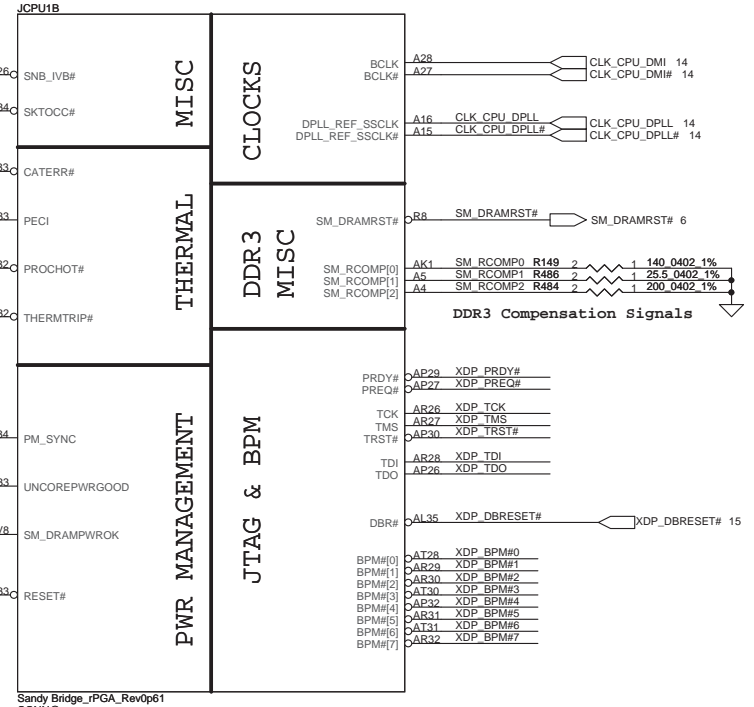 JCPU1B
MISC
SNB_IVB#
SKTOCC#
THERMAL
CATERR#
PECI
PROCHOT#
THERMTRIP#
PWR MANAGEMENT
PM_SYNC
UNCOREPWRGOOD
SM_DRAMPWROK
RESET#
CLOCKS
BCLK A28 CLK_CPU_DMI 14
BCLK# A27 CLK_CPU_DMI# 14
DPLL_REF_SSCLK A16 CLK_CPU_DPLL CLK_CPU_DPLL 14
DPLL_REF_SSCLK# A15 CLK_CPU_DPLL# CLK_CPU_DPLL# 14
DDR3
MISC
SM_DRAMRST# R8 SM_DRAMRST# SM_DRAMRST# 6
SM_RCOMP[0] AK1 SM_RCOMP0 R149 2 1 140_0402_1%
SM_RCOMP[1] A5 SM_RCOMP1 R486 2 1 25.5_0402_1%
SM_RCOMP[2] A4 SM_RCOMP2 R484 2 1 200_0402_1%
DDR3 Compensation Signals
JTAG & BPM
PRDY# AP29 XDP_PRDY#
PREQ# AP27 XDP_PREQ#
TCK AR26 XDP_TCK
TMS AR27 XDP_TMS
TRST# AP30 XDP_TRST#
TDI AR28 XDP_TDI
TDO AP26 XDP_TDO
DBR# AL35 XDP_DBRESET# XDP_DBRESET# 15
BPM#[0] AT28 XDP_BPM#0
BPM#[1] AR29 XDP_BPM#1
BPM#[2] AR30 XDP_BPM#2
BPM#[3] AT30 XDP_BPM#3
BPM#[4] AP32 XDP_BPM#4
BPM#[5] AR31 XDP_BPM#5
BPM#[6] AT31 XDP_BPM#6
BPM#[7] AR32 XDP_BPM#7
Sandy Bridge_rPGA_Rev0p61